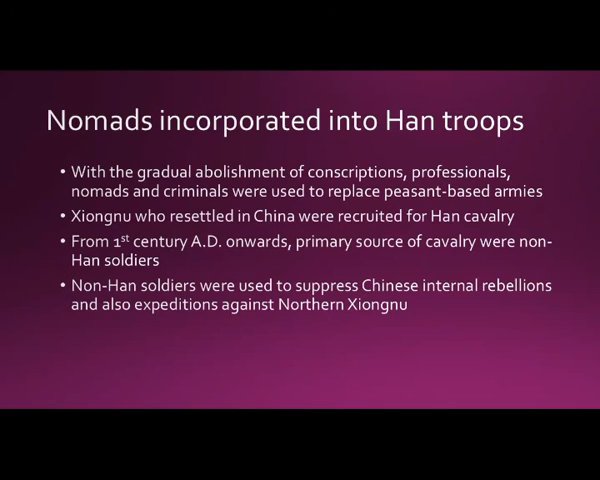 Nomads incorporated into Han troops
• With the gradual abolishment of conscriptions, professionals,
nomads and criminals were used to replace peasant-based armies
• Xiongnu who resettled in China were recruited for Han cavalry
• From 1st century A.D. onwards, primary source of cavalry were non-
Han soldiers
• Non-Han soldiers were used to suppress Chinese internal rebellions
and also expeditions against Northern Xiongnu